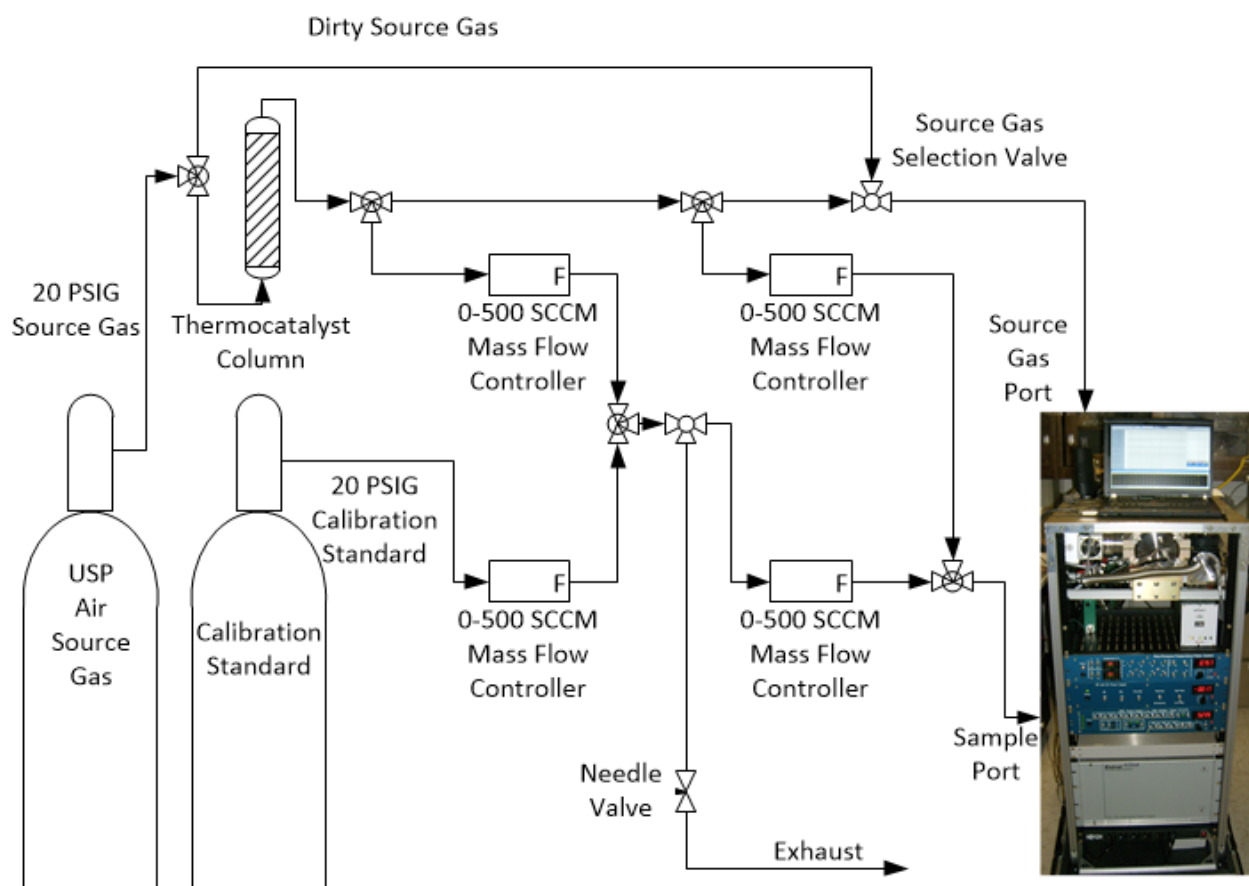 Dirty Source Gas
Source Gas
Selection Valve
20 PSIG
Source Gas
Thermocatalyst
Column
F
0-500 SCCM
Mass Flow
Controller
F
0-500 SCCM
Mass Flow
Controller
Source
Gas
Port
20 PSIG
Calibration
Standard
USP
Air
Source
Gas
Calibration
Standard
F
0-500 SCCM
Mass Flow
Controller
F
0-500 SCCM
Mass Flow
Controller
Sample
Port
Needle
Valve
Exhaust